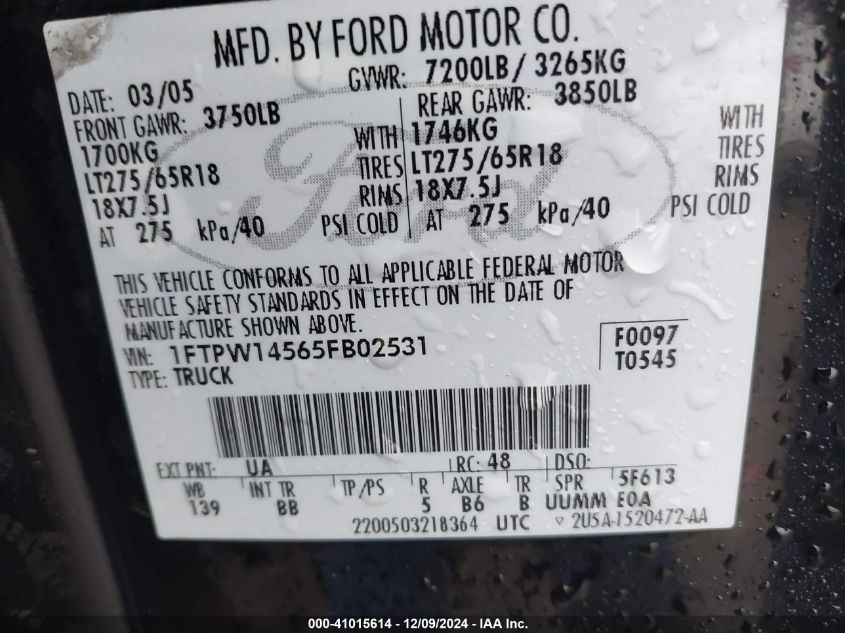 MFD. BY FORD MOTOR CO.
DATE: 03/05 GVWR: 7200LB/ 3265KG
FRONT GAWR: 3750LB REAR GAWR: 3850LB
1700KG WITH 1746KG WITH
LT275/65R18 TIRES LT275/65R18 TIRES
18X7.5J RIMS 18X7.5J RIMS
AT 275 kPa/40 PSI COLD AT 275 kPa/40 PSI COLD
Ford
THIS VEHICLE CONFORMS TO ALL APPLICABLE FEDERAL MOTOR
VEHICLE SAFETY STANDARDS IN EFFECT ON THE DATE OF
MANUFACTURE SHOWN ABOVE.
VIN: 1FTPW14565FB02531 F0097
TYPE: TRUCK T0545
EXT PNT: UA RC: 48 DSO:
WB INT TR TP/PS R AXLE TR SPR 5F613
139 BB 5 B6 B UUMM EOA
2200503218364 UTC ▽ 2U5A-1520472-AA
000-41015614 - 12/09/2024 - IAA Inc.